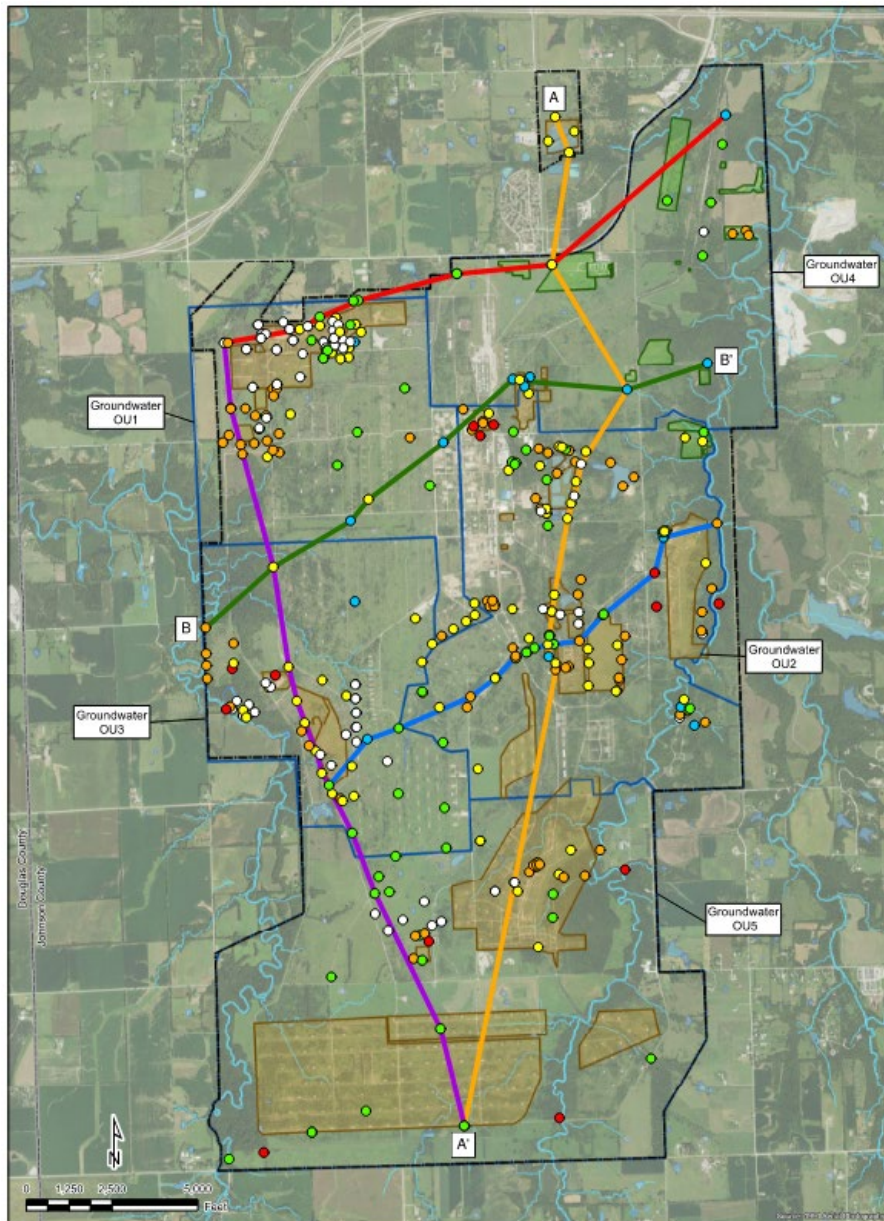 A
Groundwater
OU4
B'
Groundwater
OU1
B
Groundwater
OU2
Groundwater
OU3
Douglas County
Johnson County
Groundwater
OU5
A'
0 1,250 2,500 5,000
Feet